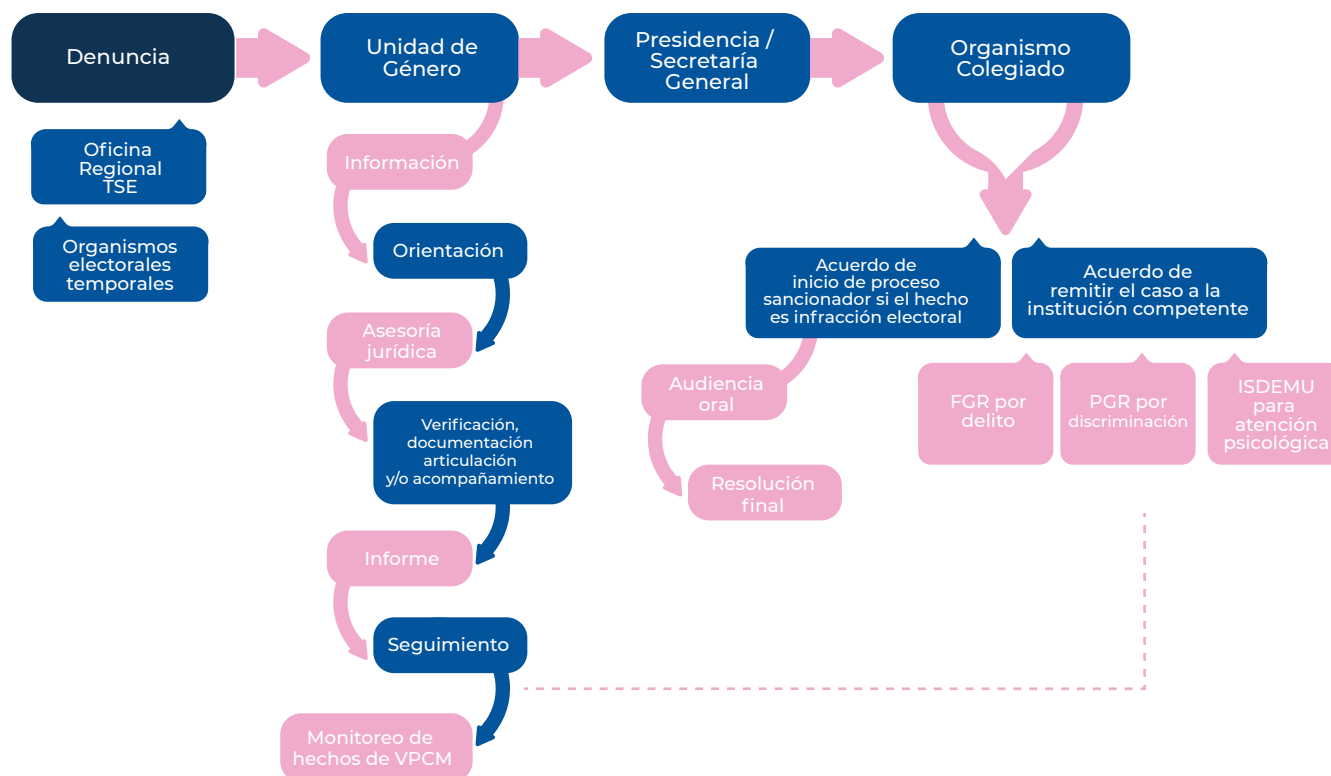 Denuncia
Unidad de
Género
Presidencia /
Secretaría
General
Organismo
Colegiado
Oficina
Regional
TSE
Organismos
electorales
temporales
Información
Orientación
Asesoría
jurídica
Verificación,
documentación
articulación
y/o acompañamiento
Informe
Seguimiento
Monitoreo de
hechos de VPCM
Acuerdo de
inicio de proceso
sancionador si el hecho
es infracción electoral
Acuerdo de
remitir el caso a la
institución competente
Audiencia
oral
Resolución
final
FGR por
delito
PGR por
discriminación
ISDEMU
para
atención
psicológica